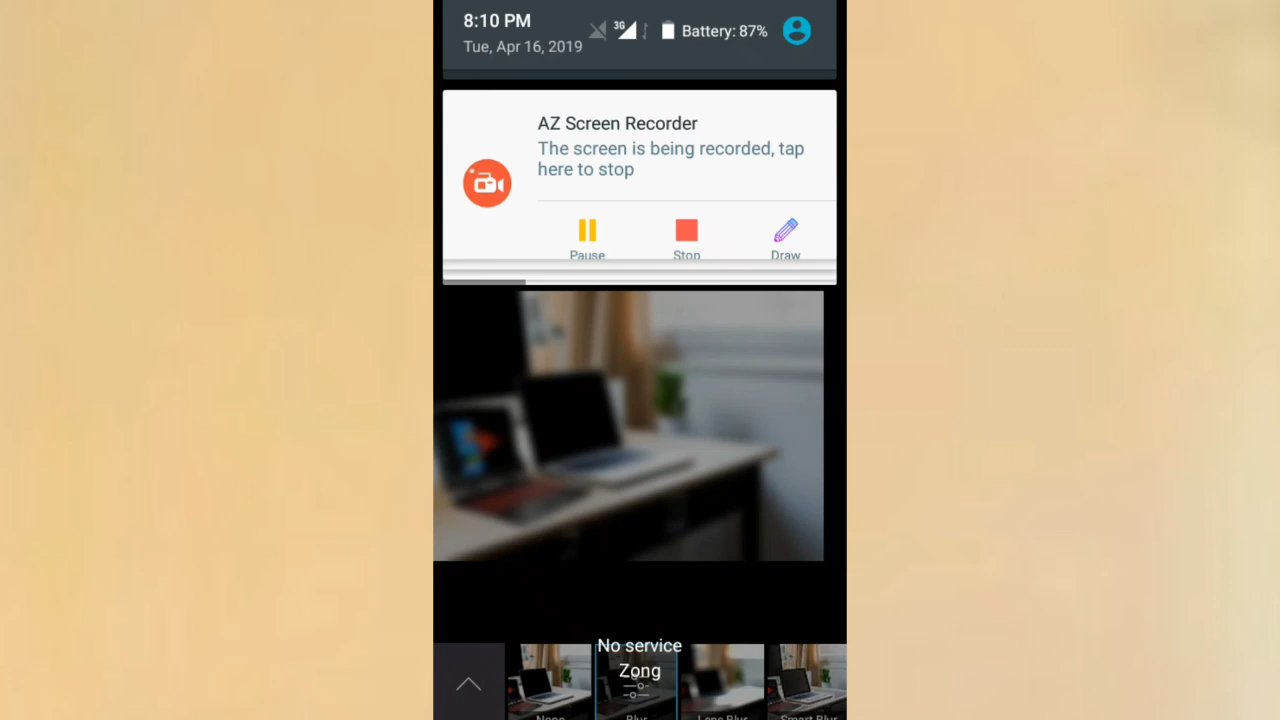 8:10 PM
3G
Battery: 87%
Tue, Apr 16, 2019
AZ Screen Recorder
The screen is being recorded, tap
here to stop
Pause
Stop
Draw
No service
Zong
None
Blur
Lens Blur
Smart Blur